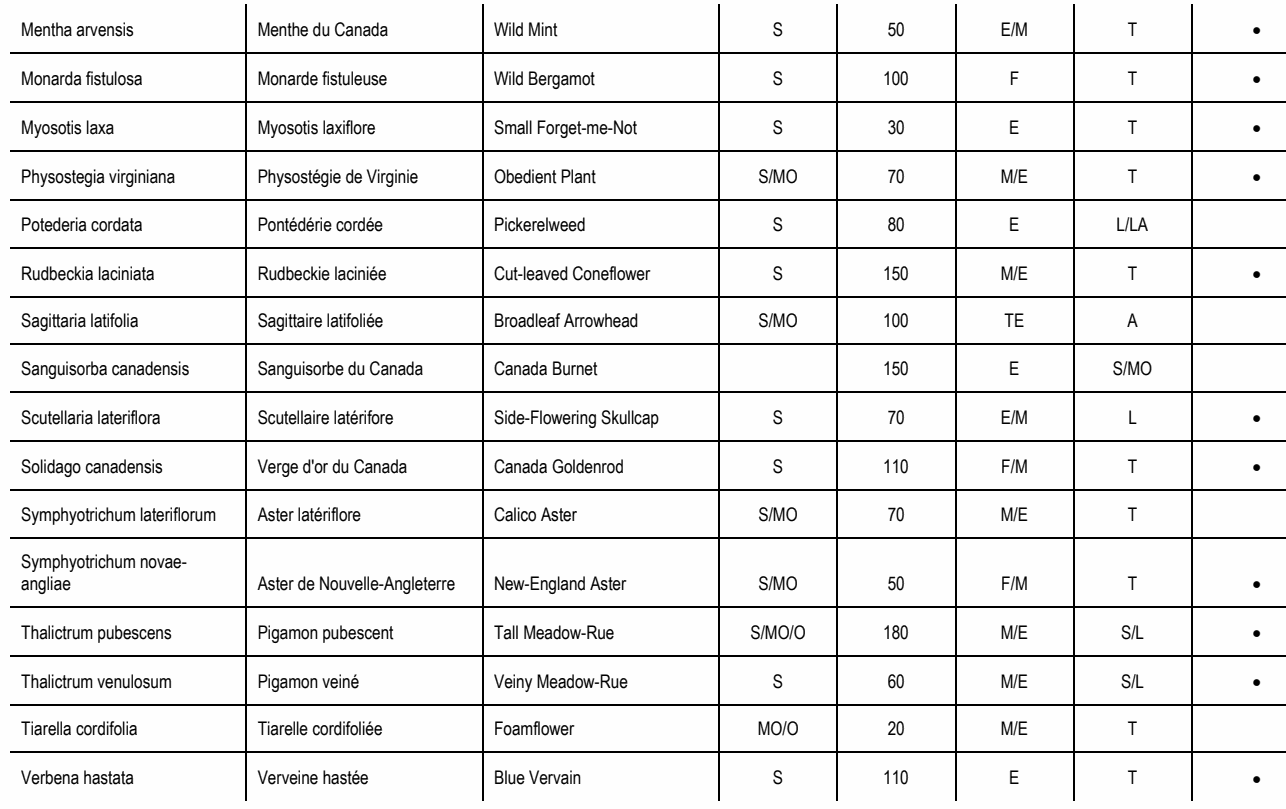 Mentha arvensis Menthe du Canada Wild Mint S 50 E/M T •
Monarda fistulosa Monarde fistuleuse Wild Bergamot S 100 F T •
Myosotis laxa Myosotis laxiflore Small Forget-me-Not S 30 E T •
Physostegia virginiana Physostégie de Virginie Obedient Plant S/MO 70 M/E T •
Potederia cordata Pontédérie cordée Pickerelweed S 80 E L/LA
Rudbeckia laciniata Rudbeckie laciniée Cut-leaved Coneflower S 150 M/E T •
Sagittaria latifolia Sagittaire latifoliée Broadleaf Arrowhead S/MO 100 TE A
Sanguisorba canadensis Sanguisorbe du Canada Canada Burnet 150 E S/MO
Scutellaria lateriflora Scutellaire latérifore Side-Flowering Skullcap S 70 E/M L •
Solidago canadensis Verge d'or du Canada Canada Goldenrod S 110 F/M T •
Symphyotrichum lateriflorum Aster latériflore Calico Aster S/MO 70 M/E T
Symphyotrichum novae-
angliae Aster de Nouvelle-Angleterre New-England Aster S/MO 50 F/M T •
Thalictrum pubescens Pigamon pubescent Tall Meadow-Rue S/MO/O 180 M/E S/L •
Thalictrum venulosum Pigamon veiné Veiny Meadow-Rue S 60 M/E S/L •
Tiarella cordifolia Tiarelle cordifoliée Foamflower MO/O 20 M/E T
Verbena hastata Verveine hastée Blue Vervain S 110 E T •